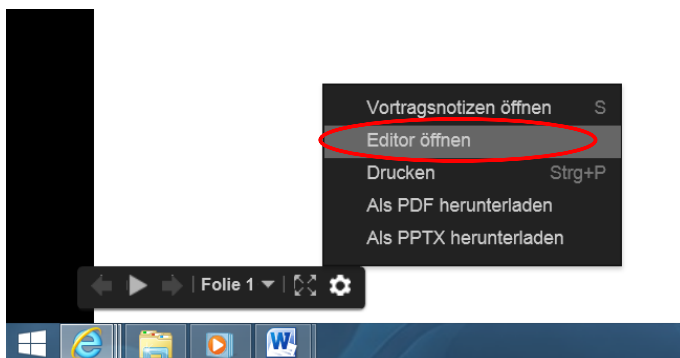 Vortragsnotizen öffnen S
Editor öffnen
Drucken Strg+P
Als PDF herunterladen
Als PPTX herunterladen
Folie 1
W